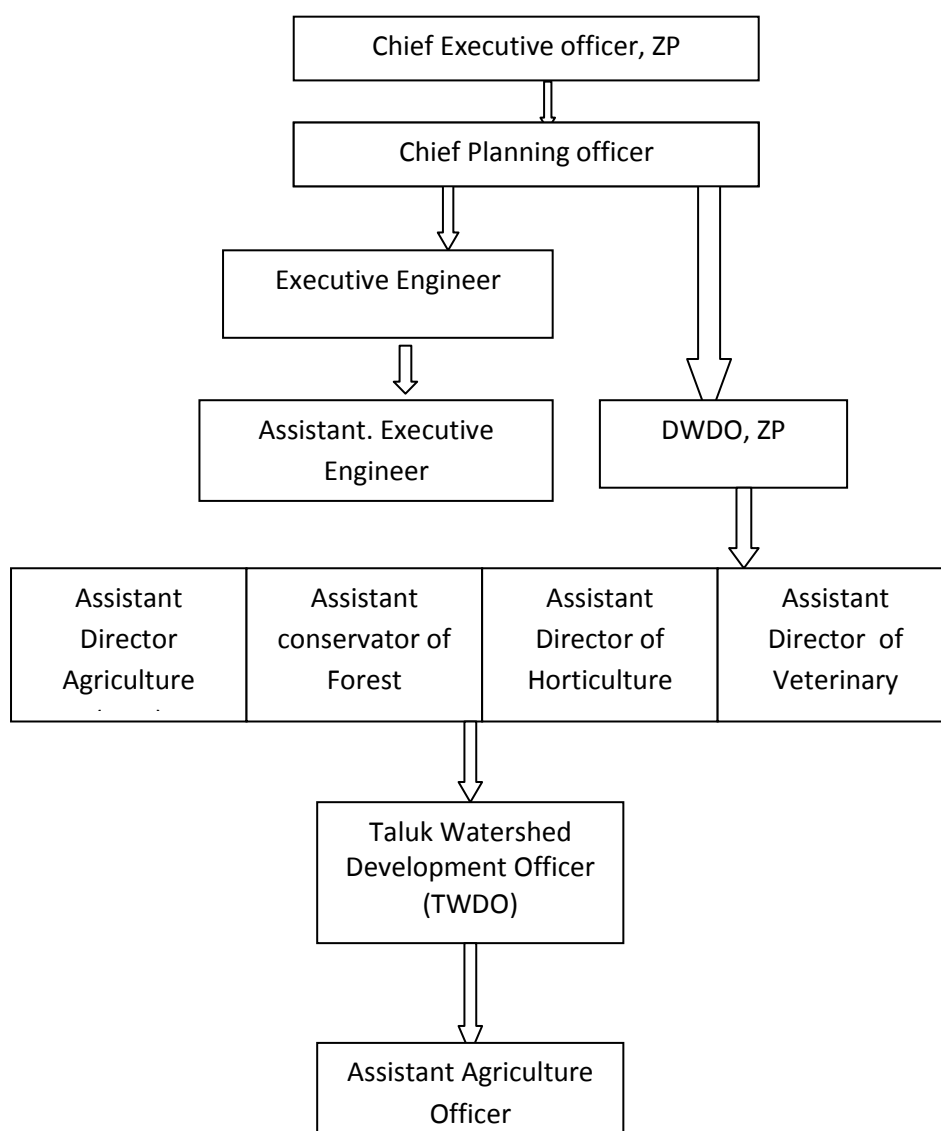 Chief Executive officer, ZP
Chief Planning officer
Executive Engineer
Assistant. Executive
Engineer
DWDO, ZP
Assistant
Director
Agriculture
Assistant
conservator of
Forest
Assistant
Director of
Horticulture
Assistant
Director of
Veterinary
Taluk Watershed
Development Officer
(TWDO)
Assistant Agriculture
Officer